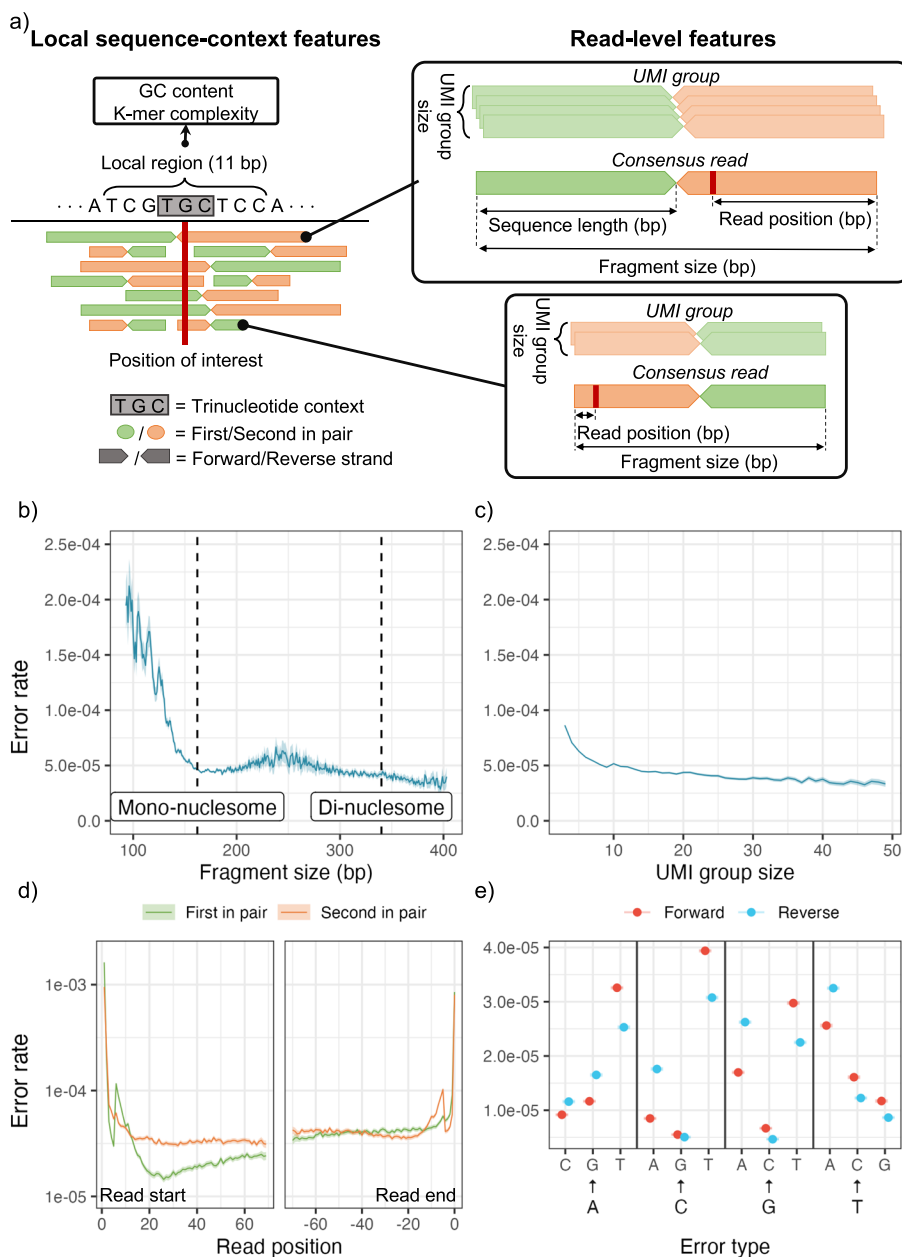 a)
Local sequence-context features
GC content
K-mer complexity
Local region (11 bp)
· · · A T C G T G C T C C A · · ·
Position of interest
T G C = Trinucleotide context
/ = First/Second in pair
/ = Forward/Reverse strand
Read-level features
UMI group
UMI group
size
Consensus read
Sequence length (bp)
Read position (bp)
Fragment size (bp)
UMI group
UMI group
size
Consensus read
Read position (bp)
Fragment size (bp)
b)
Error rate
2.5e-04
2.0e-04
1.5e-04
1.0e-04
5.0e-05
0.0
Mono-nuclesome
Di-nuclesome
100
200
300
400
Fragment size (bp)
c)
2.5e-04
2.0e-04
1.5e-04
1.0e-04
5.0e-05
0.0
0
10
20
30
40
50
UMI group size
d)
First in pair
Second in pair
Error rate
1e-03
1e-04
1e-05
Read start
Read end
0
20
40
60
-60
-40
-20
0
Read position
e)
Forward
Reverse
4.0e-05
3.0e-05
2.0e-05
1.0e-05
C G T A G T A C T A C G
A C G T
Error type